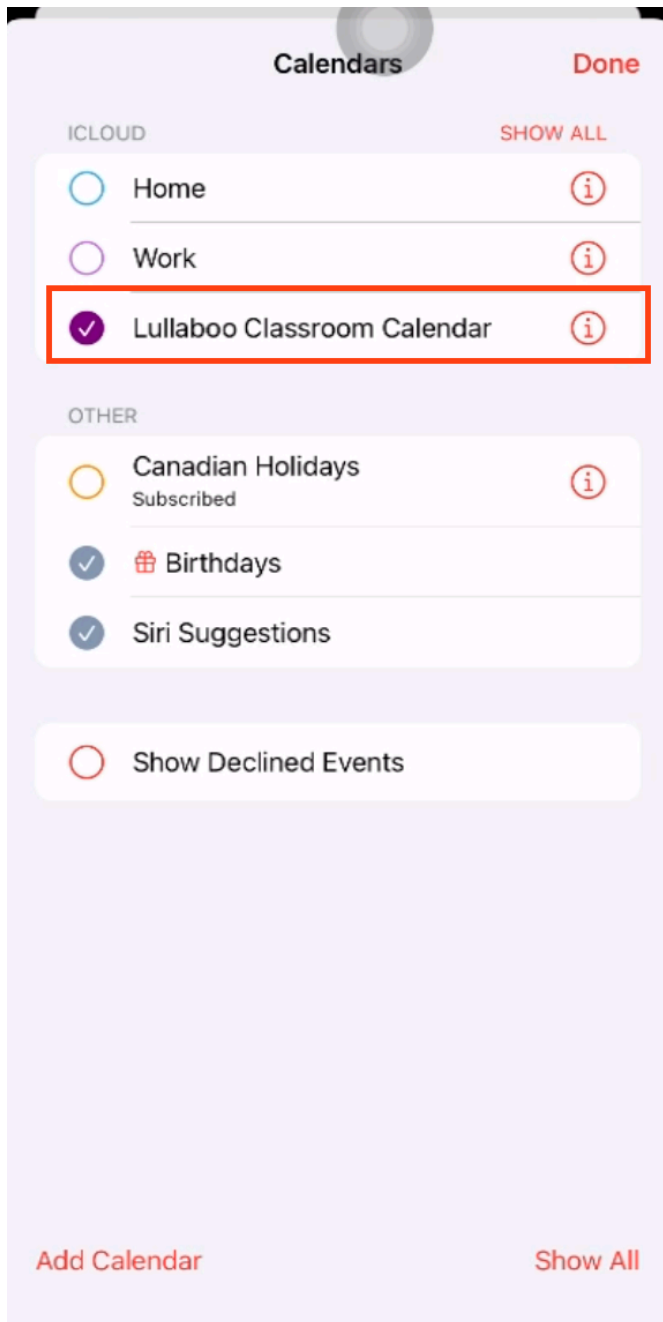 Calendars
Done
ICLOUD
SHOW ALL
Home
Work
Lullaboo Classroom Calendar
OTHER
Canadian Holidays
Subscribed
Birthdays
Siri Suggestions
Show Declined Events
Add Calendar
Show All